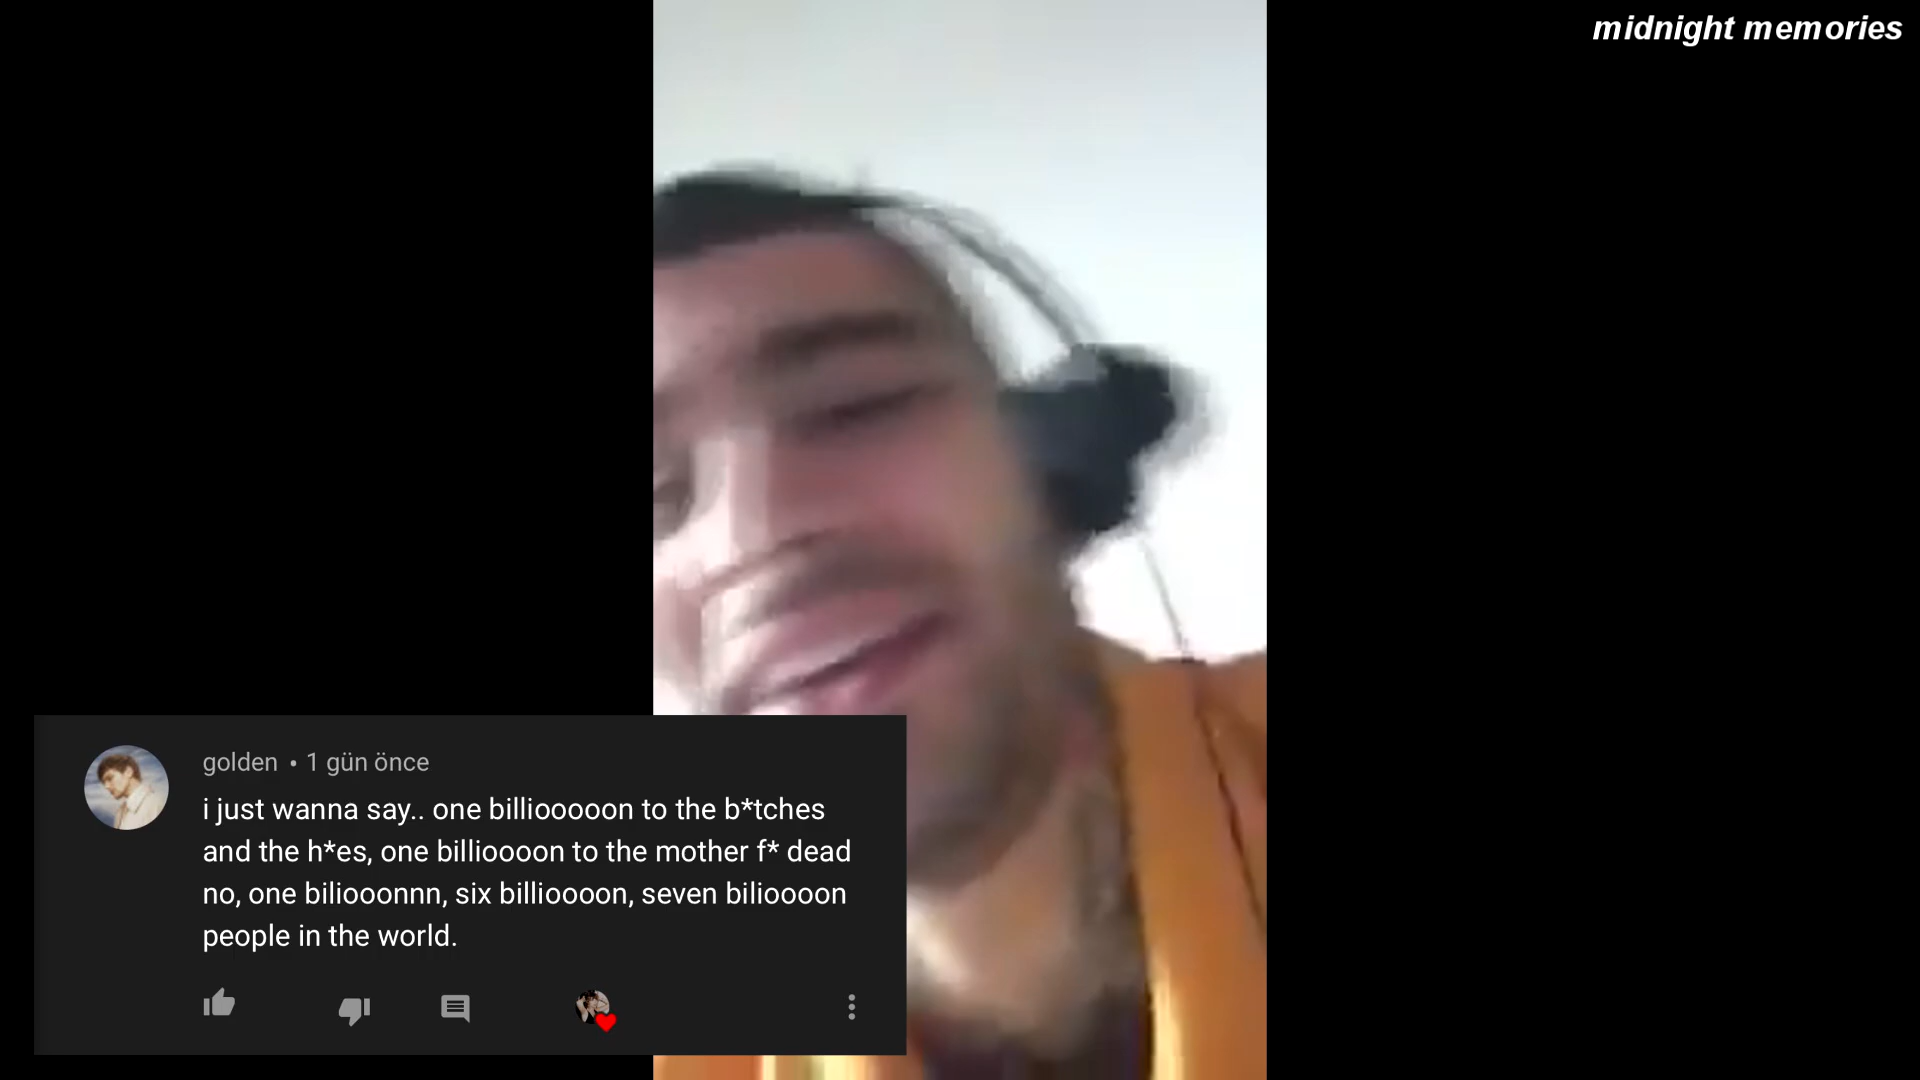 midnight memories
golden • 1 gün önce
i just wanna say.. one billiooooon to the b*tches
and the h*es, one billioooon to the mother f* dead
no, one biliooonnn, six billioooon, seven bilioooon
people in the world.